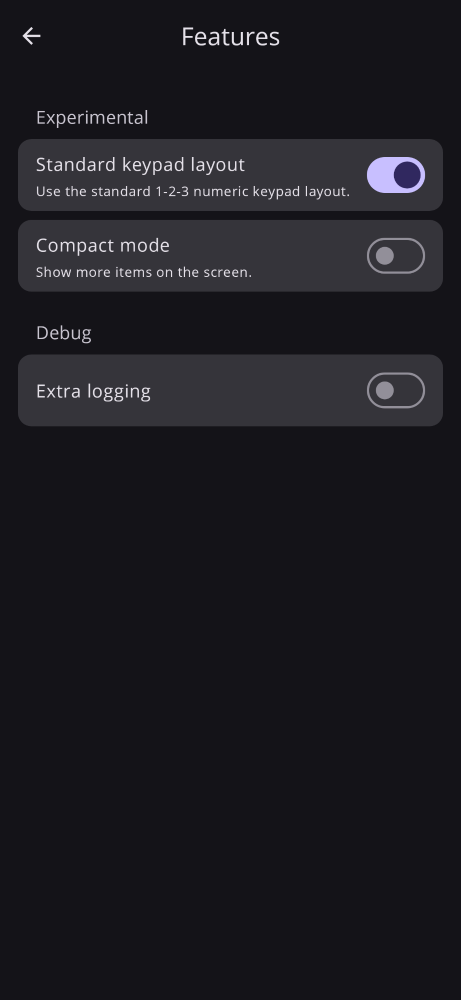 Features
Experimental
Standard keypad layout
Use the standard 1-2-3 numeric keypad layout.
Compact mode
Show more items on the screen.
Debug
Extra logging